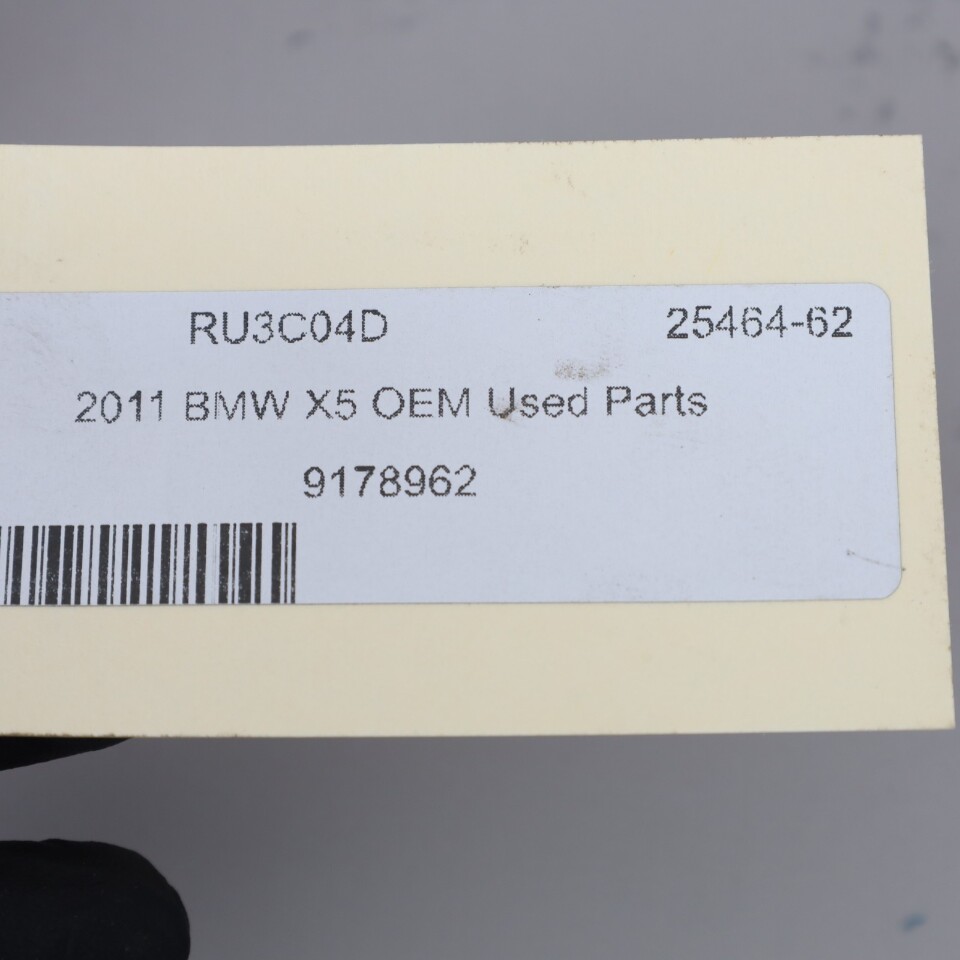 RU3C04D 25464-62
2011 BMW X5 OEM Used Parts
9178962